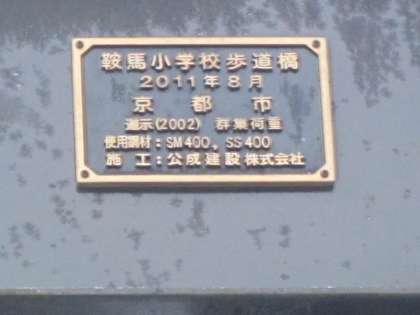 鞍馬小学校歩道橋
2011年8月
京都市
道示(2002) 群集荷重
使用鋼材：SM400，SS400
施工：公成建設株式会社